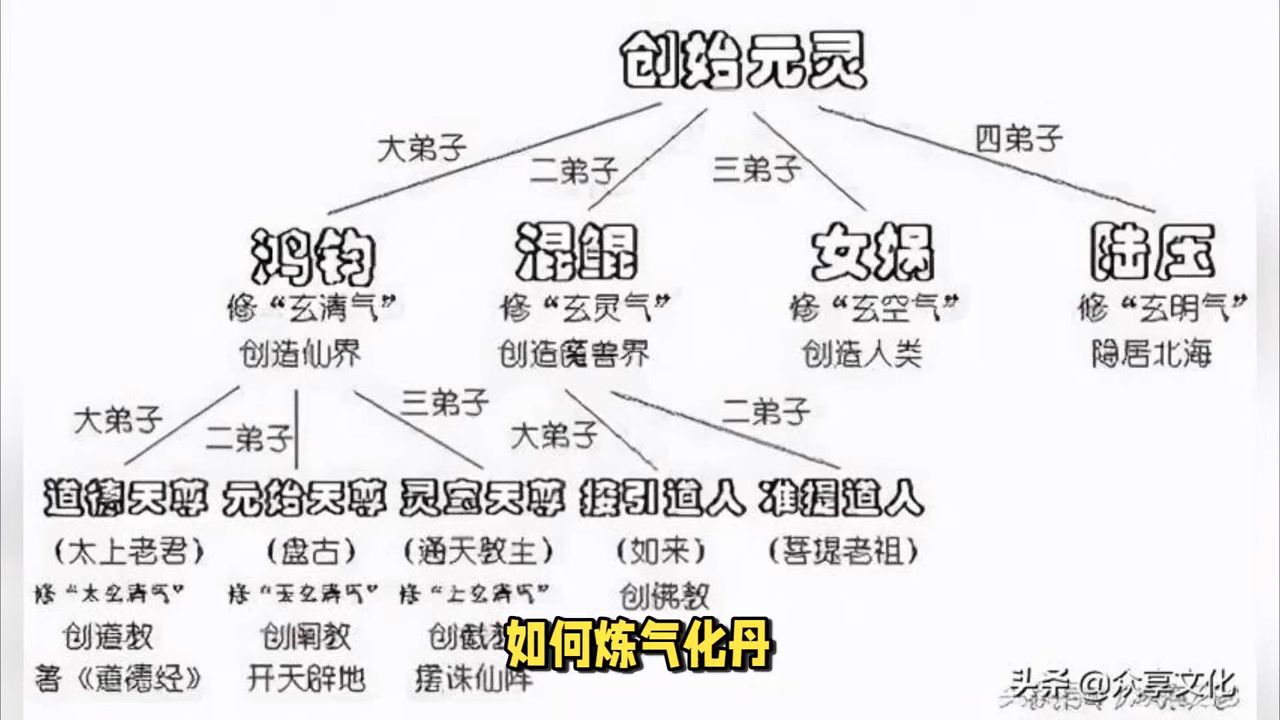 创始元灵
大弟子
二弟子
三弟子
四弟子
鸿钧
混鲲
女娲
陆压
修“玄清气”
修“玄灵气”
修“玄空气”
修“玄明气”
创造仙界
创造魔兽界
创造人类
隐居北海
大弟子
二弟子
三弟子
大弟子
二弟子
道德天尊
元始天尊
灵宝天尊
接引道人
准提道人
(太上老君)
(盘古)
(通天教主)
(如来)
(菩提老祖)
修“太玄清气”
修“玉玄清气”
修“上玄清气”
创佛教
创道教
创阐教
创截教
如何炼气化丹
著《道德经》
开天辟地
摆诛仙阵
头条 @众享文化